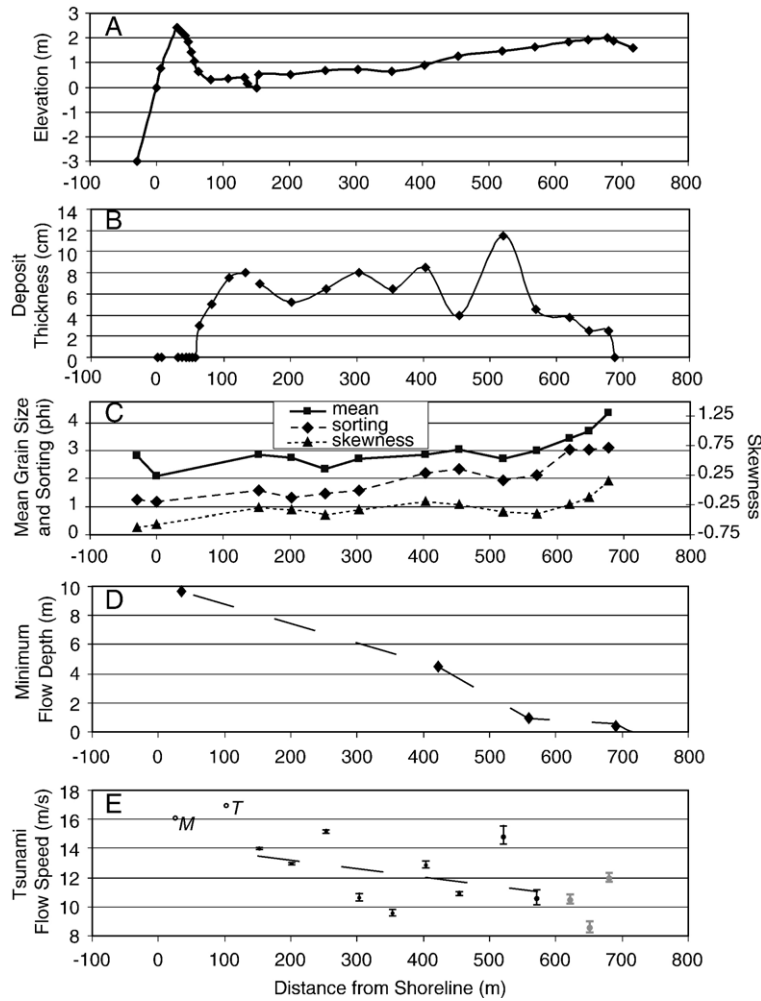 A
Elevation (m)
3
2
1
0
-1
-2
-3
-100 0 100 200 300 400 500 600 700 800
B
Deposit
Thickness (cm)
14
12
10
8
6
4
2
0
-100 0 100 200 300 400 500 600 700 800
C
Mean Grain Size
and Sorting (phi)
4
3
2
1
0
mean
sorting
skewness
1.25
0.75
0.25
-0.25
-0.75
Skewness
-100 0 100 200 300 400 500 600 700 800
D
Minimum
Flow Depth (m)
10
8
6
4
2
0
-100 0 100 200 300 400 500 600 700 800
E
Tsunami
Flow Speed (m/s)
18
16
14
12
10
8
M
T
-100 0 100 200 300 400 500 600 700 800
Distance from Shoreline (m)